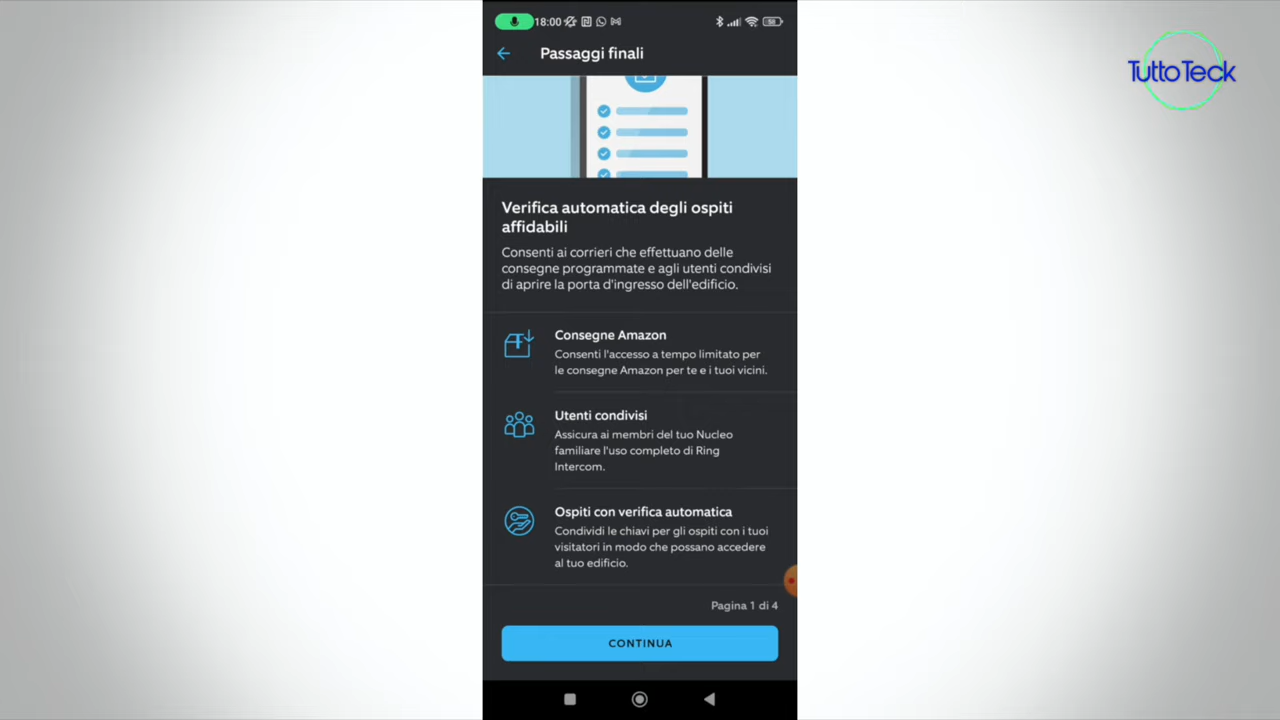 18:00
58
Passaggi finali
TuttoTeck
Verifica automatica degli ospiti
affidabili
Consenti ai corrieri che effettuano delle
consegne programmate e agli utenti condivisi
di aprire la porta d'ingresso dell'edificio.
Consegne Amazon
Consenti l'accesso a tempo limitato per
le consegne Amazon per te e i tuoi vicini.
Utenti condivisi
Assicura ai membri del tuo Nucleo
familiare l'uso completo di Ring
Intercom.
Ospiti con verifica automatica
Condividi le chiavi per gli ospiti con i tuoi
visitatori in modo che possano accedere
al tuo edificio.
Pagina 1 di 4
CONTINUA